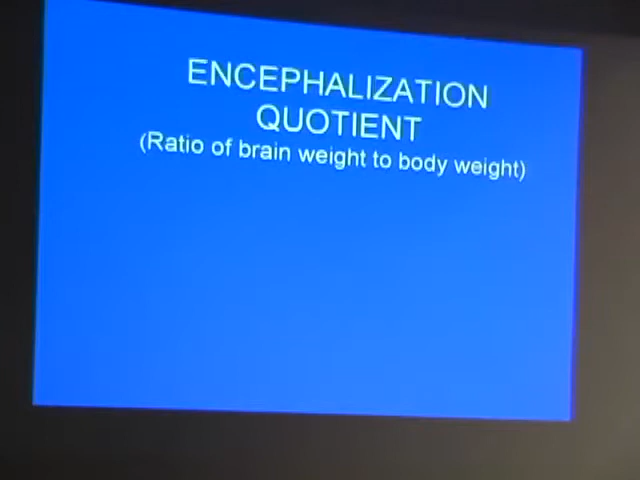 ENCEPHALIZATION
QUOTIENT
(Ratio of brain weight to body weight)